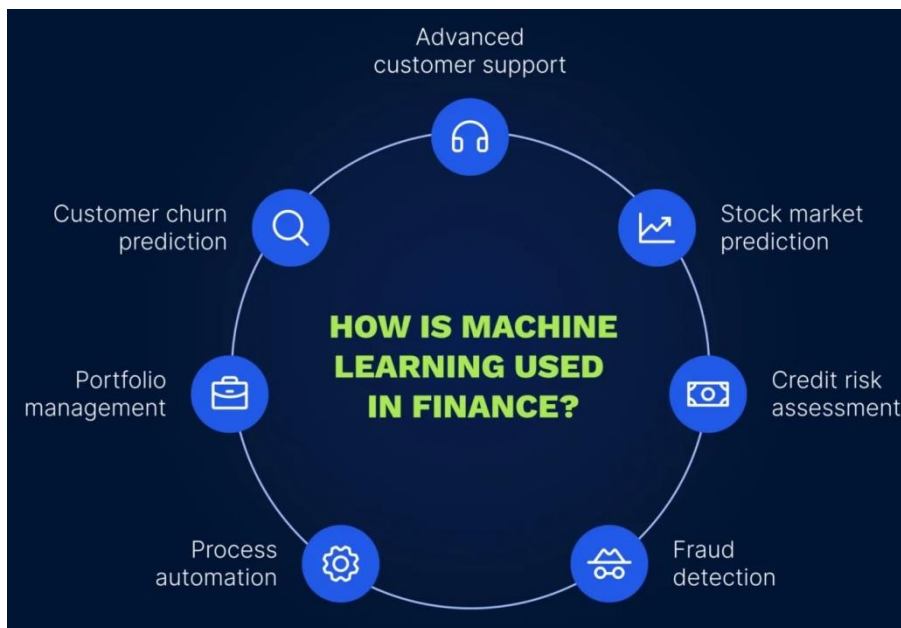 Advanced
customer support
Stock market
prediction
Credit risk
assessment
Fraud
detection
Process
automation
Portfolio
management
Customer churn
prediction
HOW IS MACHINE
LEARNING USED
IN FINANCE?